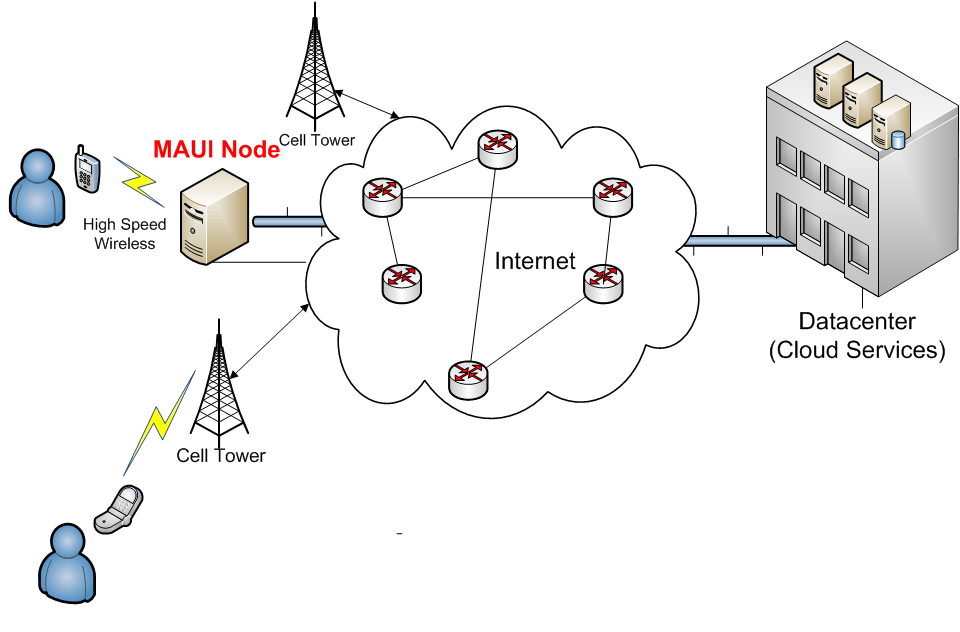 Cell Tower
MAUI Node
High Speed
Wireless
Internet
Datacenter
(Cloud Services)
Cell Tower
-